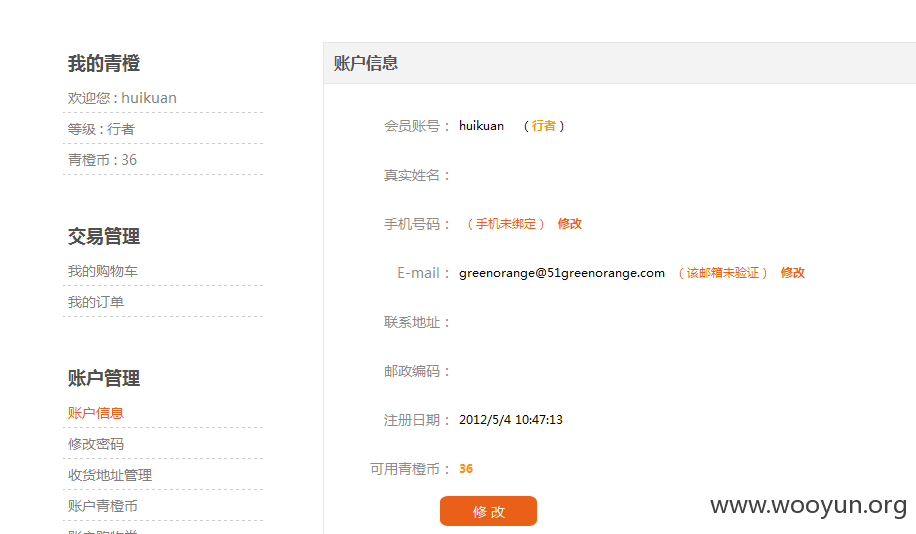 我的青橙
欢迎您 : huikuan
等级 : 行者
青橙币 : 36
交易管理
我的购物车
我的订单
账户管理
账户信息
修改密码
收货地址管理
账户青橙币
账户信息
会员账号： huikuan （行者）
真实姓名：
手机号码： （手机未绑定） 修改
E-mail： greenorange@51greenorange.com （该邮箱未验证） 修改
联系地址：
邮政编码：
注册日期： 2012/5/4 10:47:13
可用青橙币： 36
修 改
www.wooyun.org